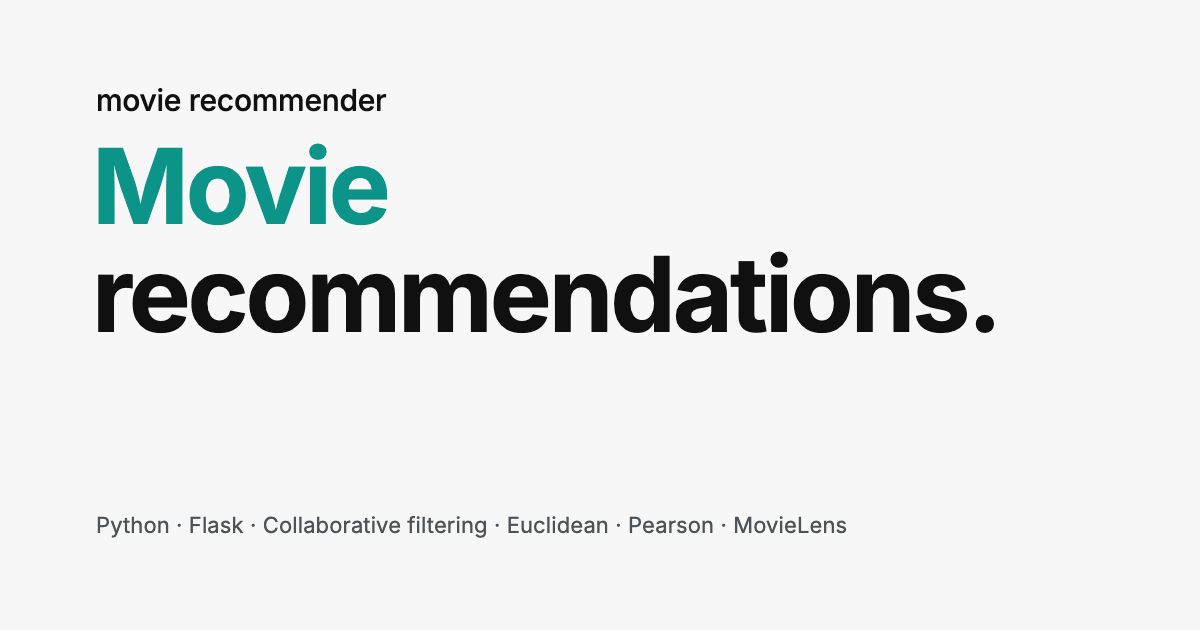 movie recommender
Movie
recommendations.
Python · Flask · Collaborative filtering · Euclidean · Pearson · MovieLens